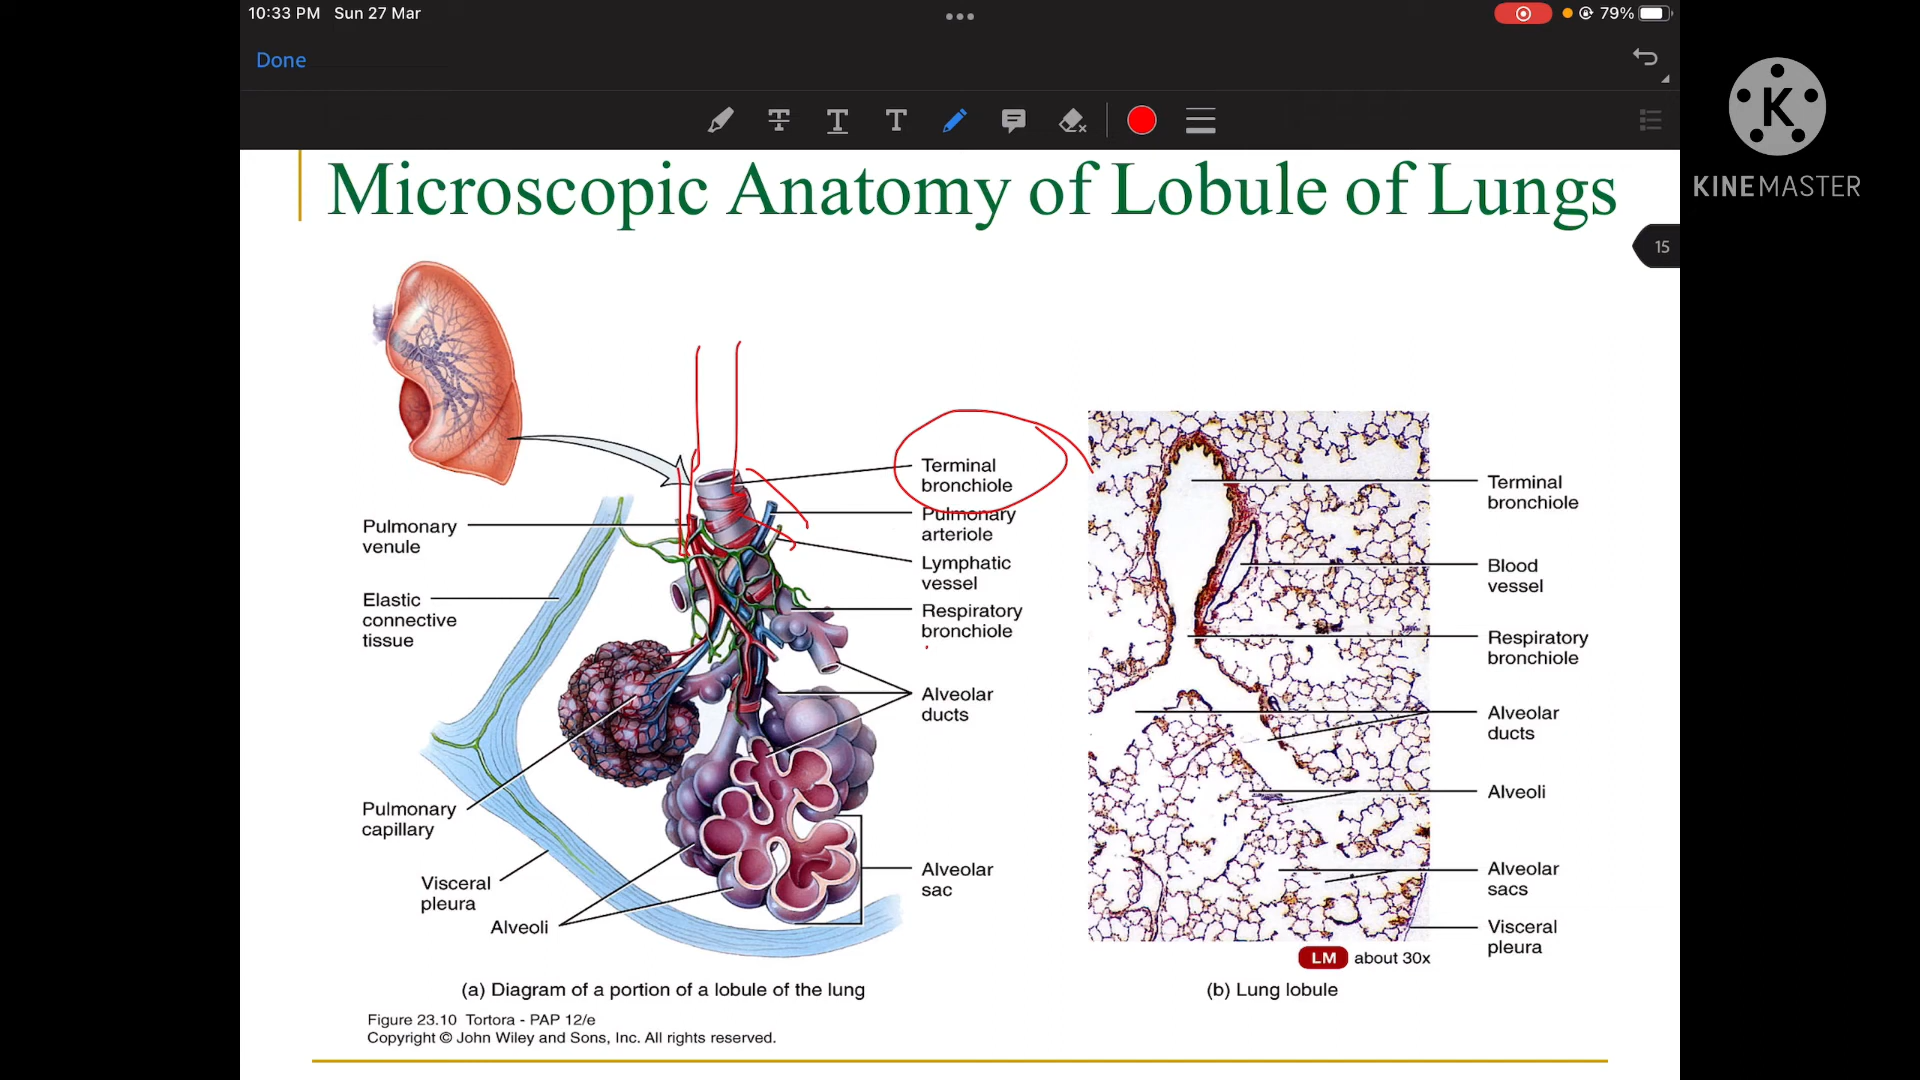 10:33 PM Sun 27 Mar
79%
Done
T T T
K
KINEMASTER
Microscopic Anatomy of Lobule of Lungs
15
Terminal
bronchiole
Pulmonary
arteriole
Lymphatic
vessel
Respiratory
bronchiole
Alveolar
ducts
Alveolar
sac
Pulmonary
venule
Elastic
connective
tissue
Pulmonary
capillary
Visceral
pleura
Alveoli
(a) Diagram of a portion of a lobule of the lung
Terminal
bronchiole
Blood
vessel
Respiratory
bronchiole
Alveolar
ducts
Alveoli
Alveolar
sacs
Visceral
pleura
LM about 30x
(b) Lung lobule
Figure 23.10 Tortora - PAP 12/e
Copyright © John Wiley and Sons, Inc. All rights reserved.